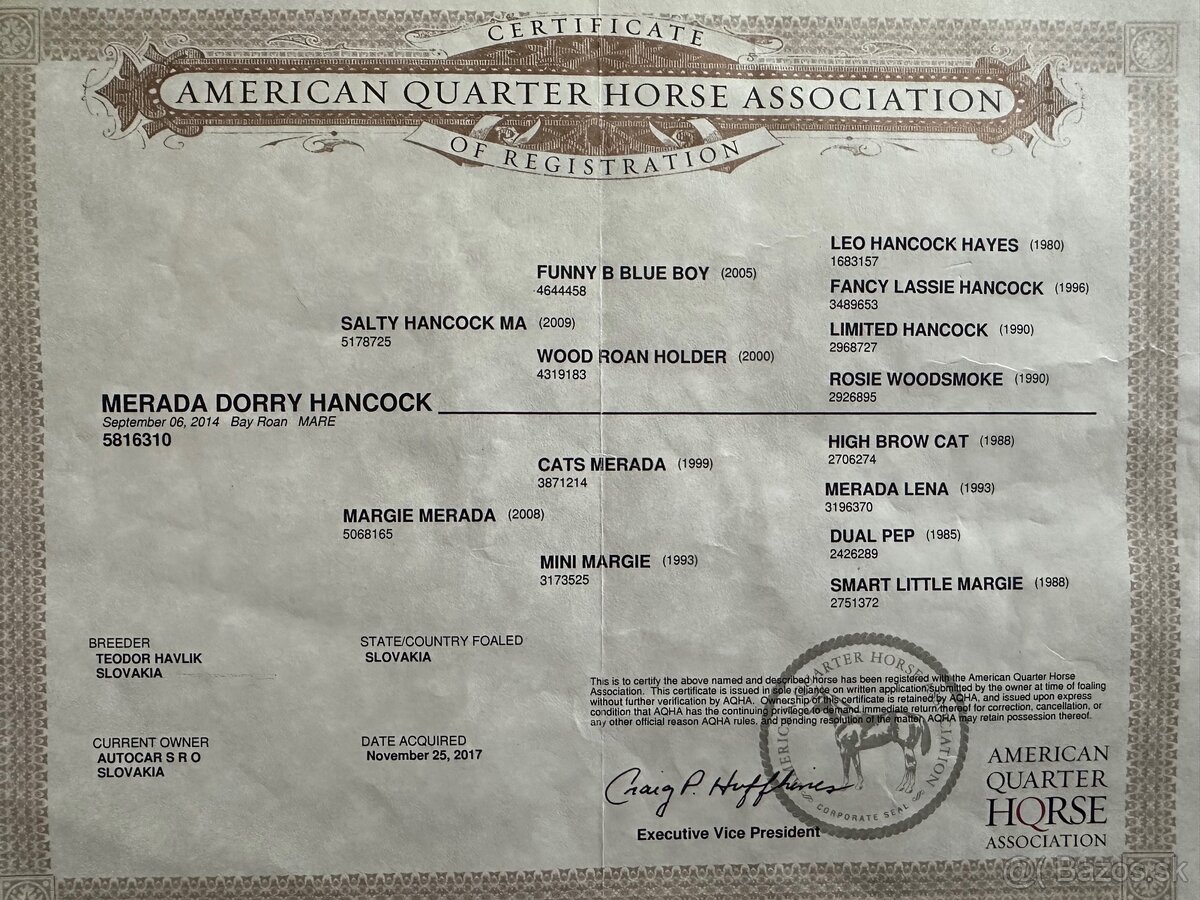 CERTIFICATE
AMERICAN QUARTER HORSE ASSOCIATION
OF REGISTRATION
LEO HANCOCK HAYES (1980)
1683157
FUNNY B BLUE BOY (2005)
4644458
FANCY LASSIE HANCOCK (1996)
3489653
SALTY HANCOCK MA (2009)
5178725
LIMITED HANCOCK (1990)
2968727
WOOD ROAN HOLDER (2000)
4319183
ROSIE WOODSMOKE (1990)
2926895
MERADA DORRY HANCOCK
September 06, 2014 Bay Roan MARE
5816310
HIGH BROW CAT (1988)
2706274
CATS MERADA (1999)
3871214
MERADA LENA (1993)
3196370
MARGIE MERADA (2008)
5068165
DUAL PEP (1985)
2426289
MINI MARGIE (1993)
3173525
SMART LITTLE MARGIE (1988)
2751372
BREEDER
TEODOR HAVLIK
SLOVAKIA
STATE/COUNTRY FOALED
SLOVAKIA
This is to certify the above named and described horse has been registered with the American Quarter Horse
Association. This certificate is issued in sole reliance on written application submitted by the owner at time of foaling
without further verification by AQHA. Ownership of this certificate is retained by AQHA, and issued upon express
condition that AQHA has the continuing privilege to demand immediate return thereof for correction, cancellation, or
any other official reason AQHA rules, and pending resolution of the matter, AQHA may retain possession thereof.
CURRENT OWNER
AUTOCAR S R O
SLOVAKIA
DATE ACQUIRED
November 25, 2017
Craig P. Huffhines
Executive Vice President
QUARTER HORSE ASSOCIATION
CORPORATE SEAL
AMERICAN
QUARTER
HORSE
ASSOCIATION
Bazos.sk